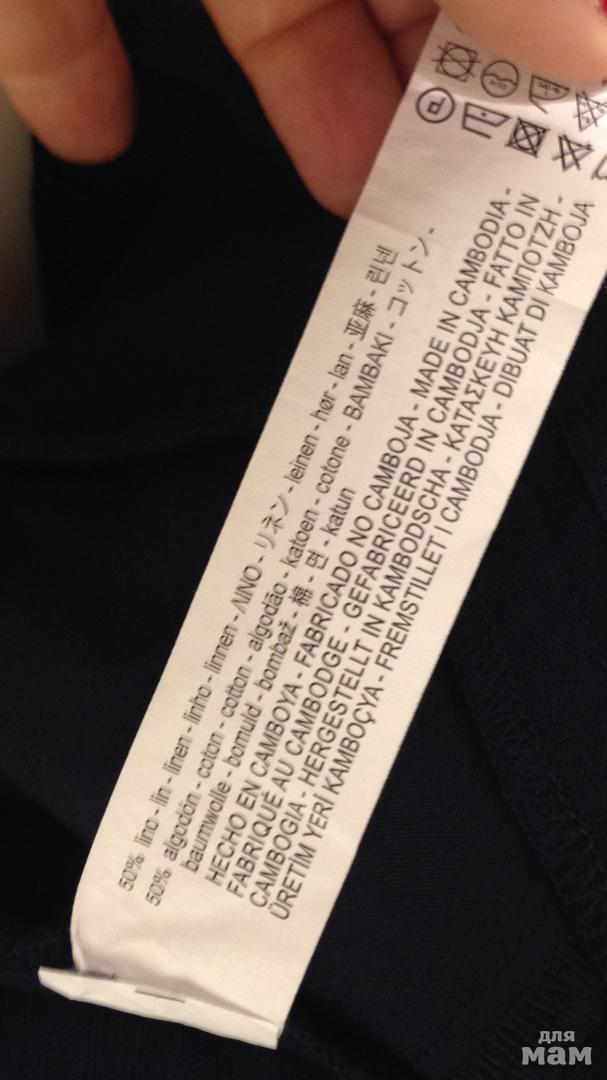 50% lino - lin - linen - linho - linnen - ΛΙΝΟ - リネン - leinen - hør - lan - 亚麻 - 린넨
50% algodón - coton - cotton - algodão - katoen - cotone - BAMBAKI - コットン -
baumwolle - bomuld - bombaž - 棉 - 면 - katun
HECHO EN CAMBOYA - FABRICADO NO CAMBOJA - MADE IN CAMBODIA -
FABRIQUÉ AU CAMBODGE - GEFABRICEERD IN CAMBODJA - FATTO IN
CAMBOGIA - HERGESTELLT IN KAMBODSCHA - ΚΑΤΑΣΚΕΥΗ ΚΑΜΠΟΤΖΗ -
ÜRETİM YERİ KAMBOÇYA - FREMSTILLET I CAMBODJA - DIBUAT DI KAMBOJA
для
мам